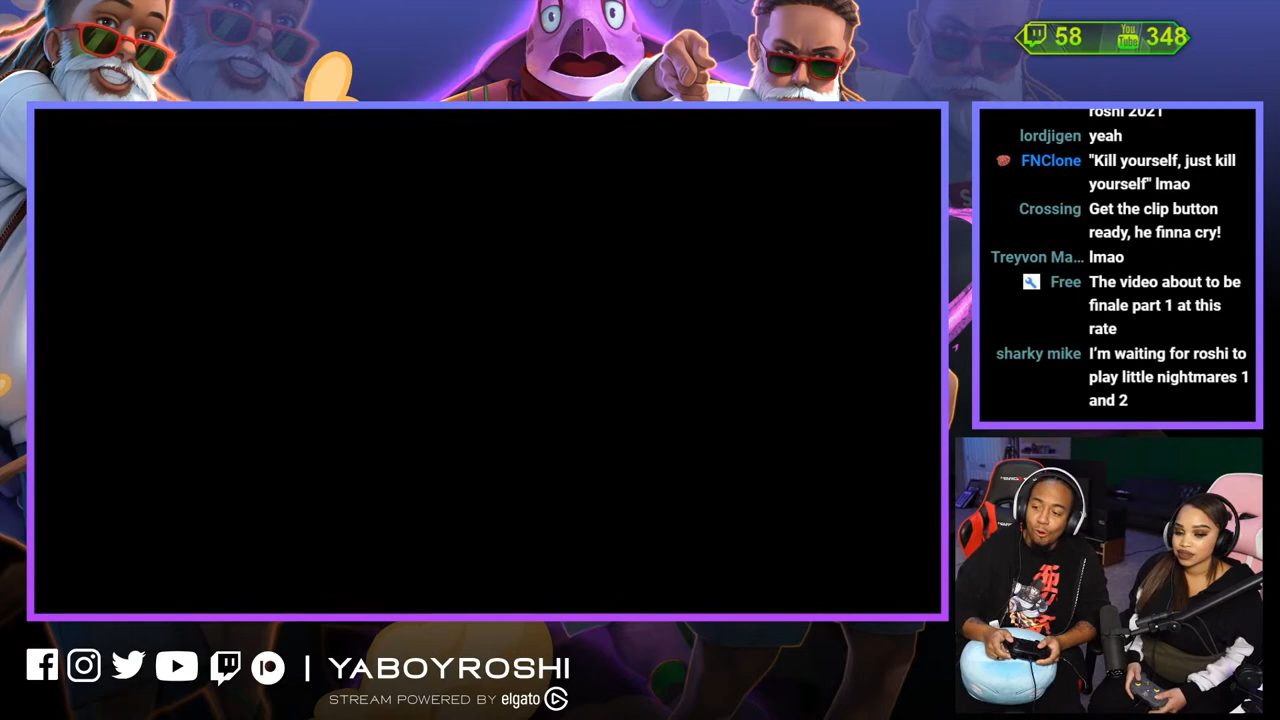 58
You
Tube
348
roshi 2021
lordjigen yeah
FNClone "Kill yourself, just kill
yourself" lmao
Crossing Get the clip button
ready, he finna cry!
Treyvon Ma... lmao
Free The video about to be
finale part 1 at this
rate
sharky mike I'm waiting for roshi to
play little nightmares 1
and 2
| YABOYROSHI
STREAM POWERED BY elgato